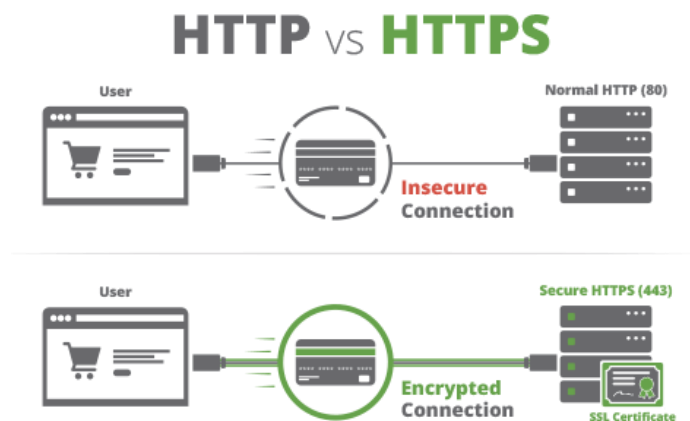 HTTP vs HTTPS
User
Normal HTTP (80)
Insecure
Connection
User
Secure HTTPS (443)
Encrypted
Connection
SSL Certificate